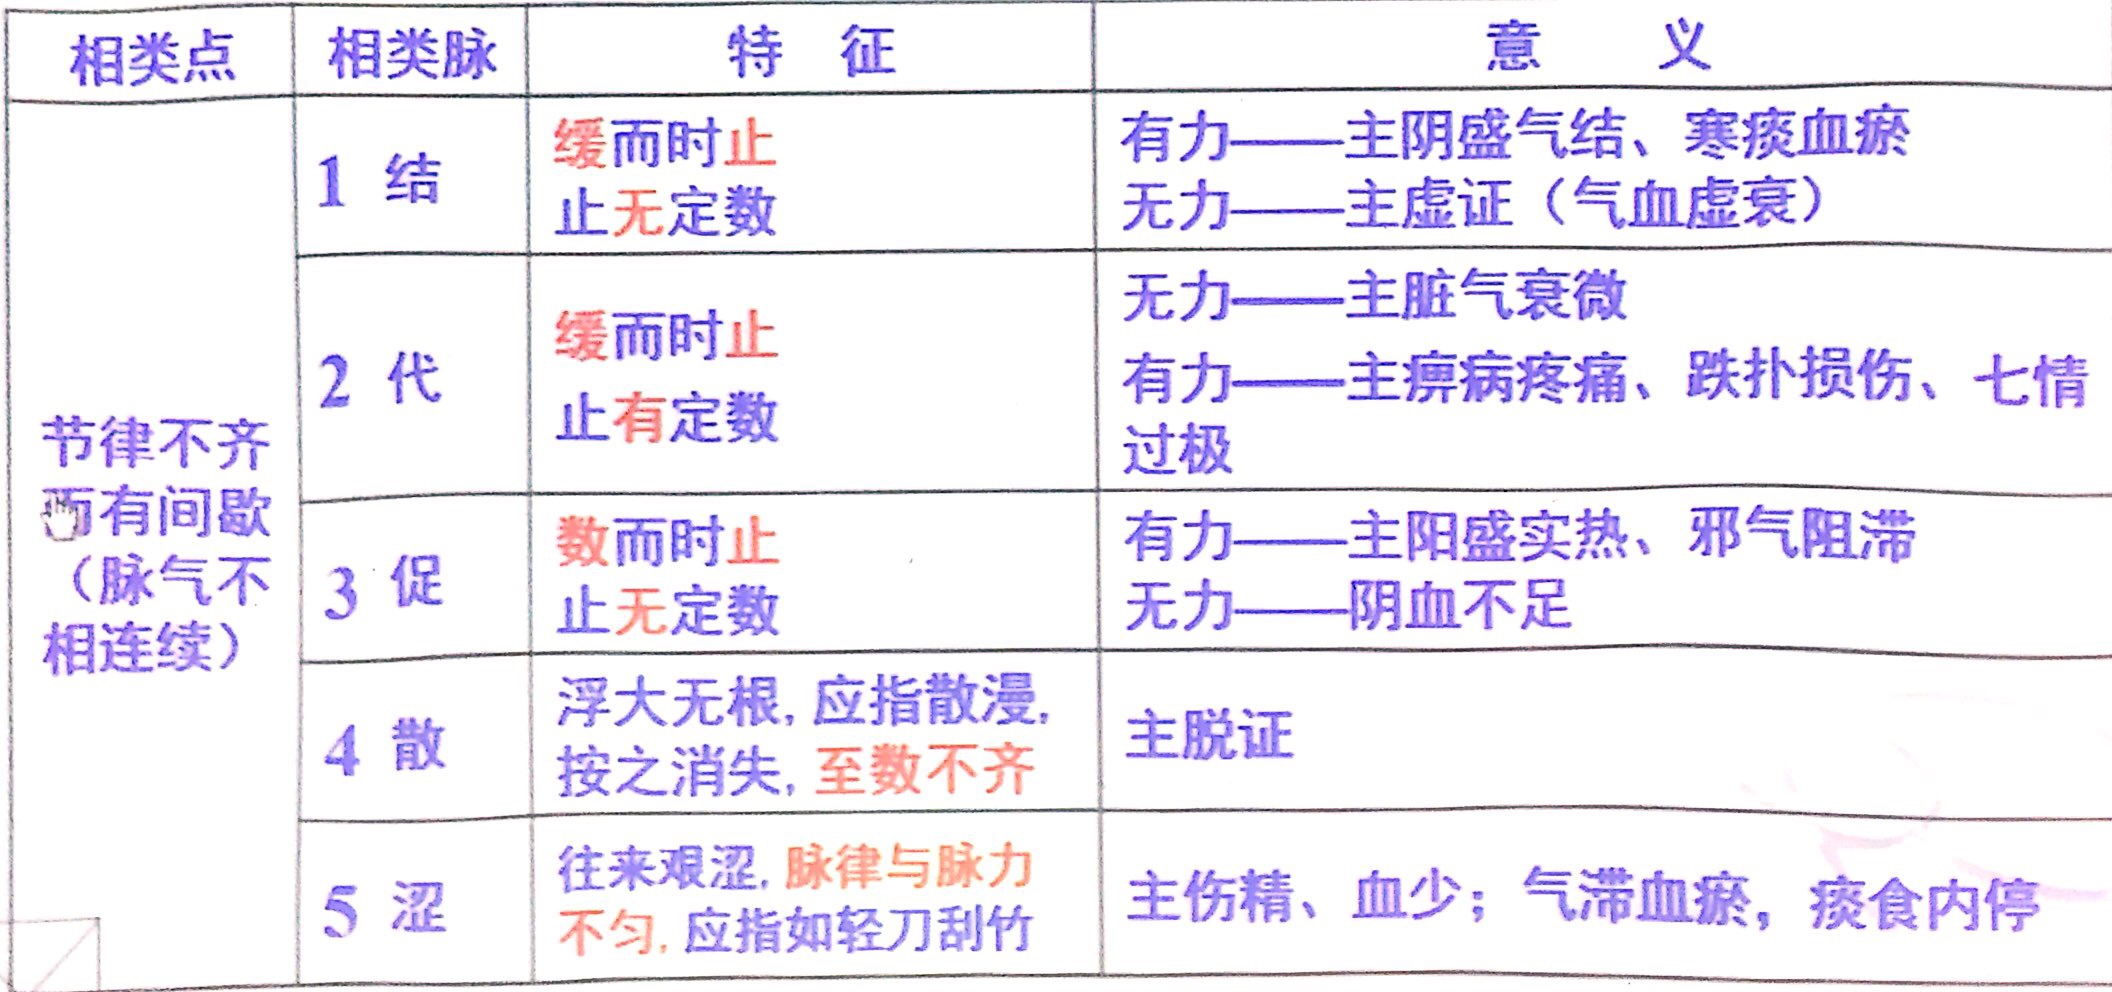 相类点 相类脉 特 征 意 义
节律不齐
而有间歇
（脉气不
相连续）
1 结
缓而时止
止无定数
有力——主阴盛气结、寒痰血瘀
无力——主虚证（气血虚衰）
2 代
缓而时止
止有定数
无力——主脏气衰微
有力——主痹病疼痛、跌扑损伤、七情
过极
3 促
数而时止
止无定数
有力——主阳盛实热、邪气阻滞
无力——阴血不足
4 散
浮大无根, 应指散漫,
按之消失, 至数不齐
主脱证
5 涩
往来艰涩, 脉律与脉力
不匀, 应指如轻刀刮竹
主伤精、血少；气滞血瘀，痰食内停